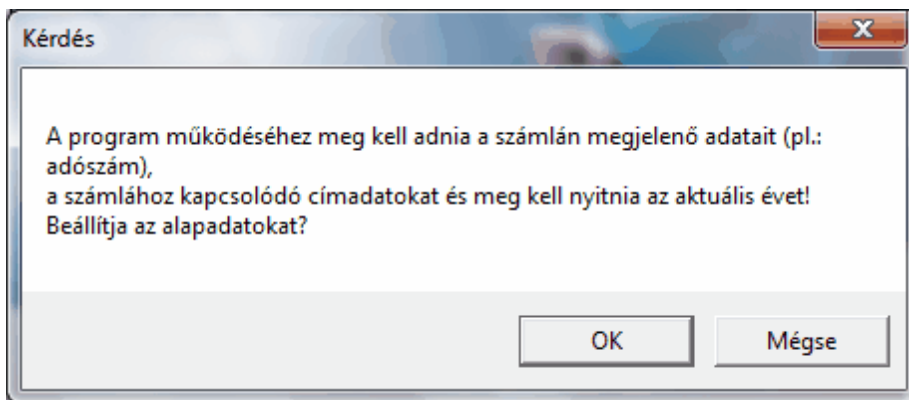 Kérdés
A program működéséhez meg kell adnia a számlán megjelenő adatait (pl.:
adószám),
a számlához kapcsolódó címadatokat és meg kell nyitnia az aktuális évet!
Beállítja az alapadatokat?
OK
Mégse